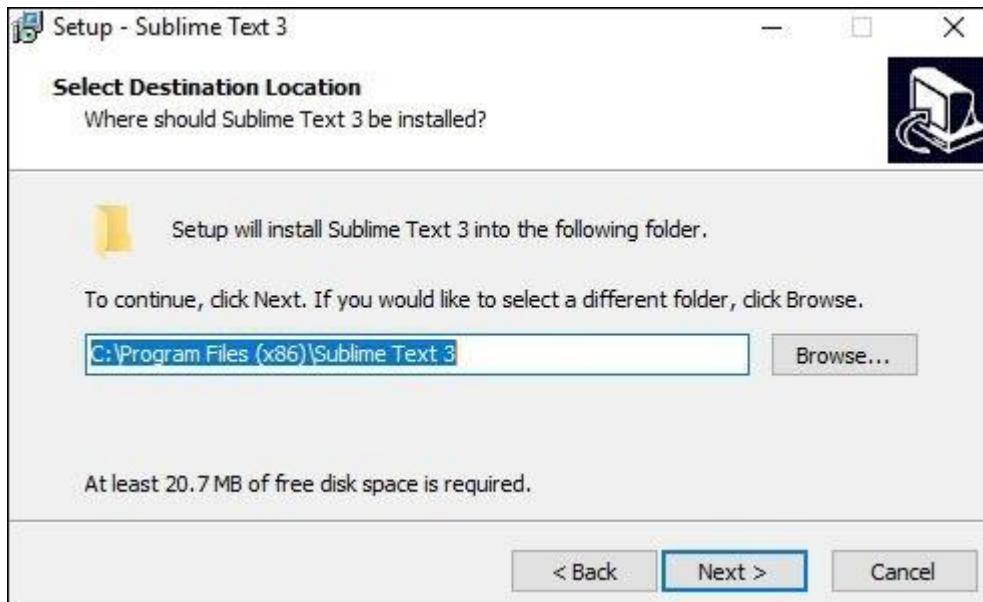 Setup - Sublime Text 3
Select Destination Location
Where should Sublime Text 3 be installed?
Setup will install Sublime Text 3 into the following folder.
To continue, click Next. If you would like to select a different folder, click Browse.
C:\Program Files (x86)\Sublime Text 3
Browse...
At least 20.7 MB of free disk space is required.
< Back
Next >
Cancel